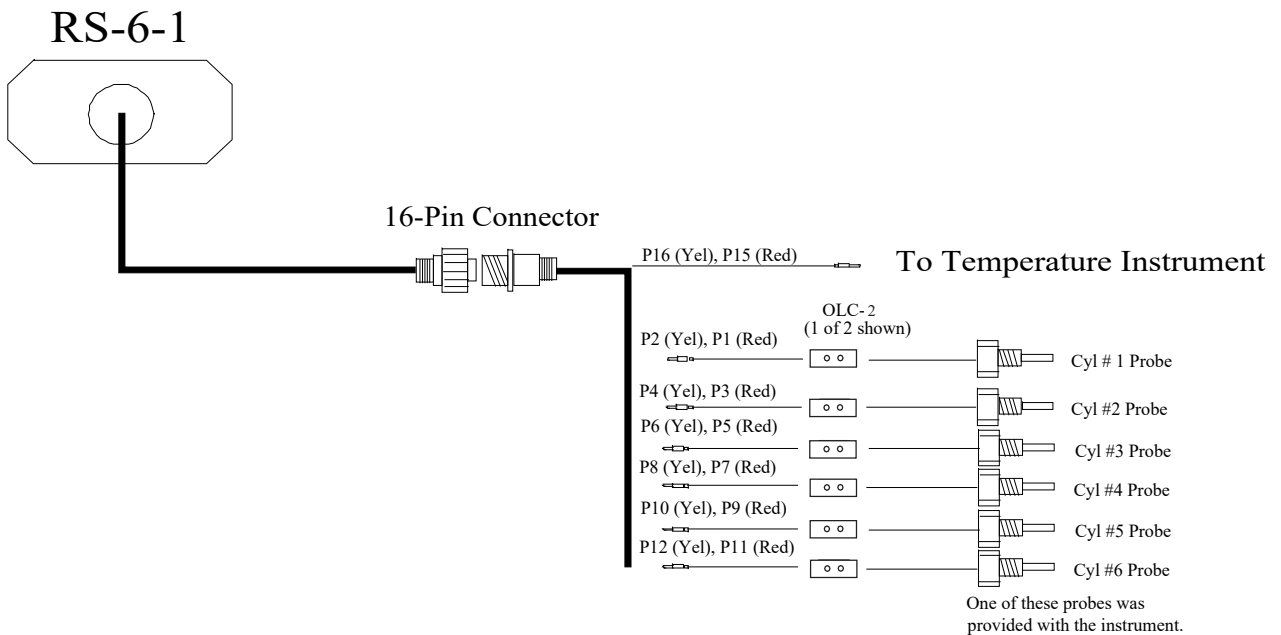 RS-6-1
16-Pin Connector
P16 (Yel), P15 (Red)
To Temperature Instrument
OLC-2
(1 of 2 shown)
P2 (Yel), P1 (Red)
Cyl # 1 Probe
P4 (Yel), P3 (Red)
Cyl #2 Probe
P6 (Yel), P5 (Red)
Cyl #3 Probe
P8 (Yel), P7 (Red)
Cyl #4 Probe
P10 (Yel), P9 (Red)
Cyl #5 Probe
P12 (Yel), P11 (Red)
Cyl #6 Probe
One of these probes was
provided with the instrument.